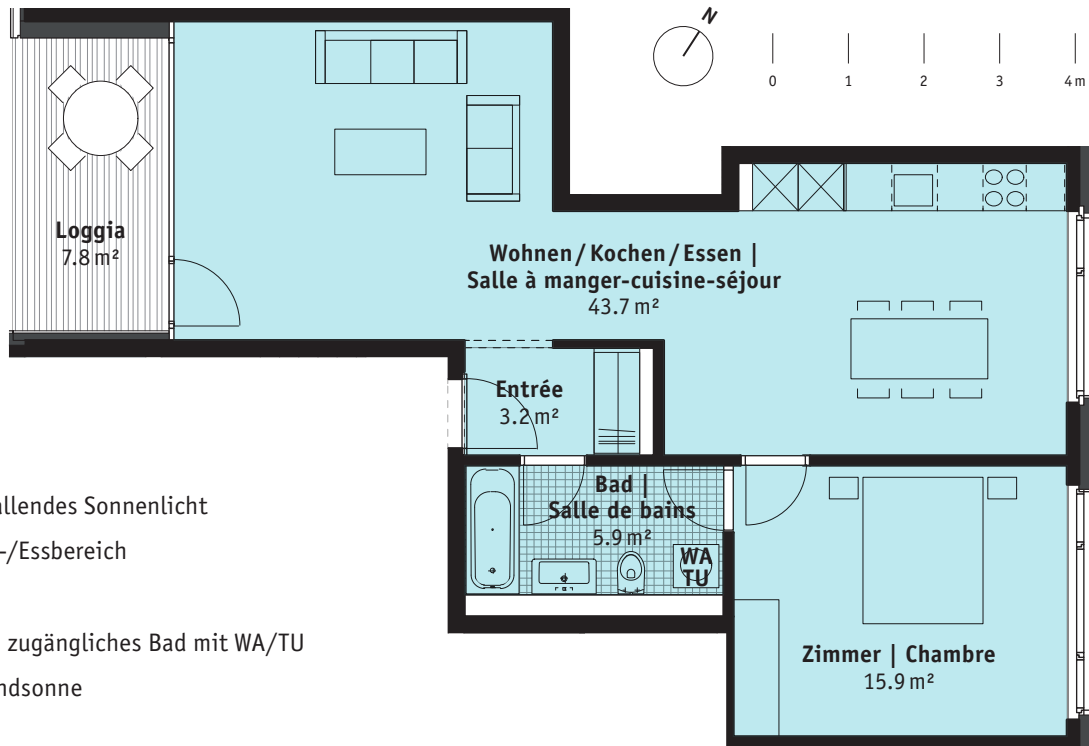 N
0 1 2 3 4 m
Loggia
7.8 m²
Wohnen / Kochen / Essen |
Salle à manger-cuisine-séjour
43.7 m²
Entrée
3.2 m²
allendes Sonnenlicht
-/Essbereich
zugängliches Bad mit WA/TU
ndsonne
Bad |
Salle de bains
5.9 m²
WA
TU
Zimmer | Chambre
15.9 m²